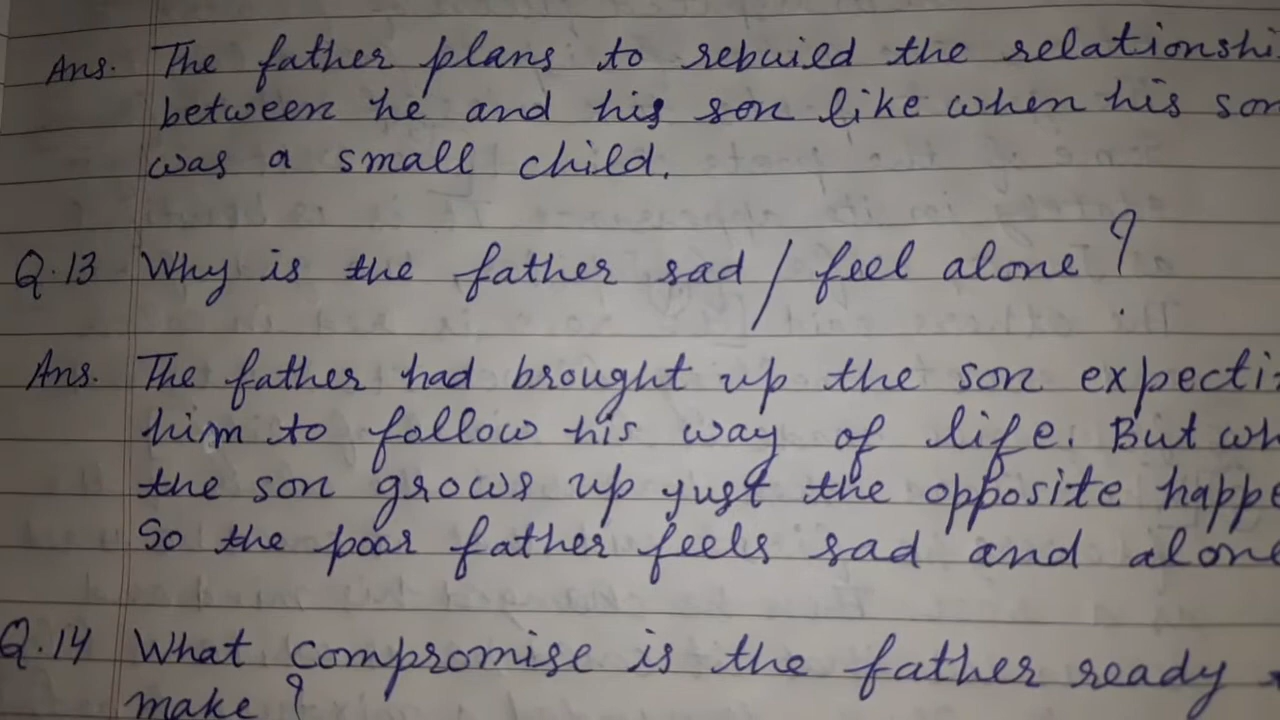 Ans. The father plans to rebuild the relationshi
between he and his son like when his son
was a small child.
Q.13 Why is the father sad / feel alone ?
Ans. The father had brought up the son expecti
him to follow his way of life. But wh
the son grows up just the opposite happe
So the poor father feels sad and alone
Q.14 What compromise is the father ready
make ?